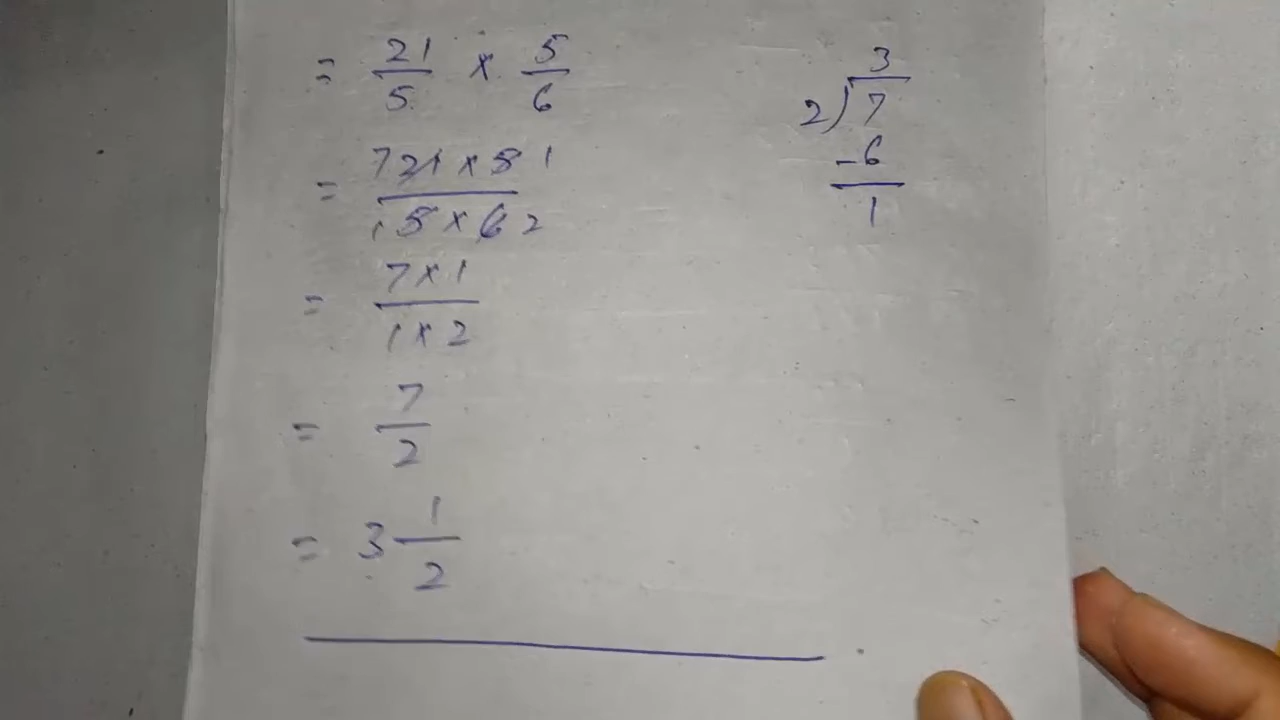 = 21/5 × 5/6
= 7 21 × 5 1 / 1 5 × 6 2
= 7 × 1 / 1 × 2
= 7/2
= 3 1/2
3
2 ) 7
- 6
1